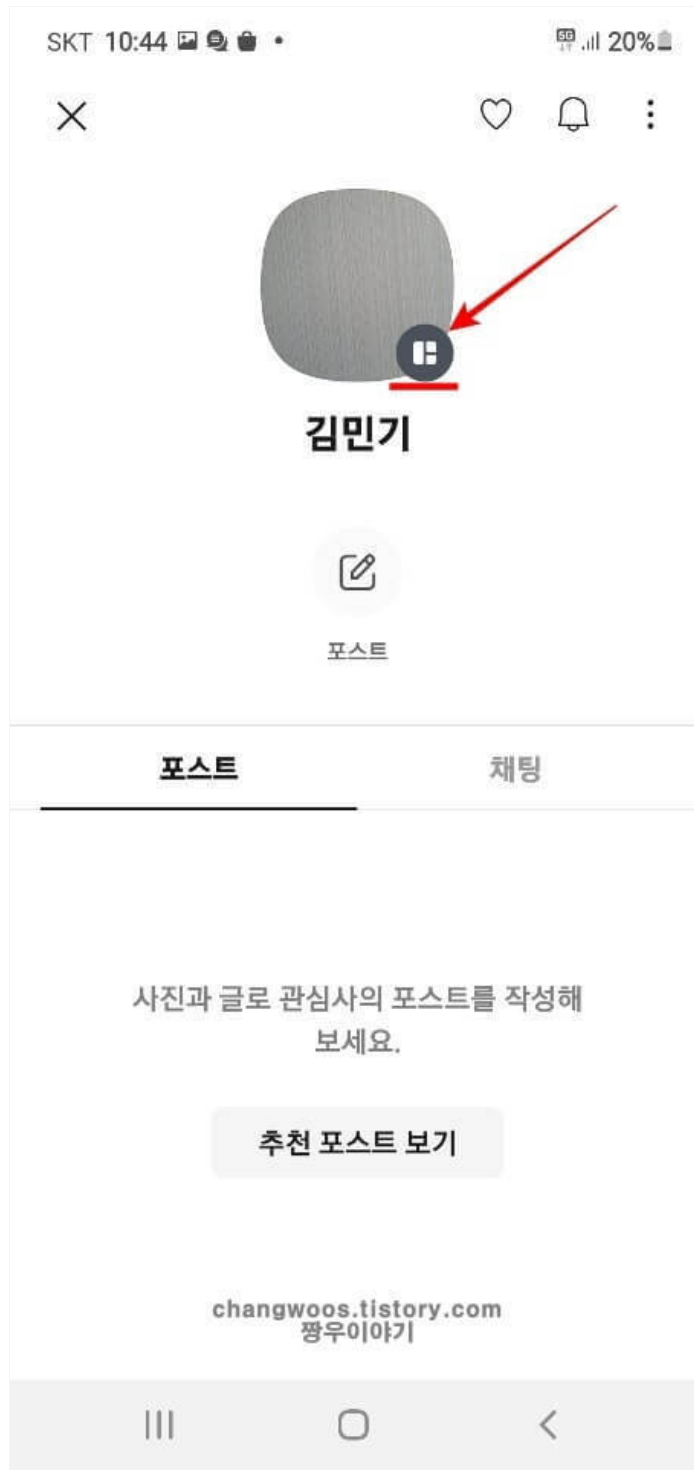 SKT 10:44
5G 20%
김민기
포스트
포스트 채팅
사진과 글로 관심사의 포스트를 작성해
보세요.
추천 포스트 보기
changwoos.tistory.com
짱우이야기